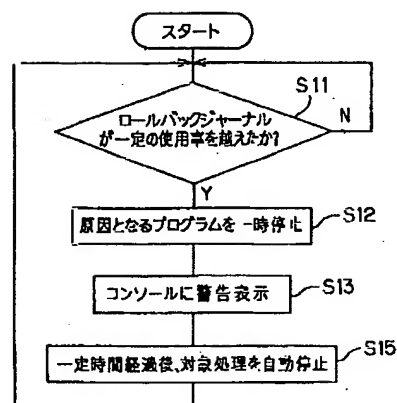 スタート
S11
ロールバックジャーナル
が一定の使用率を越えたか?
N
Y
原因となるプログラムを一時停止
S12
コンソールに警告表示
S13
一定時間経過後、対設処理を自動停止
S15